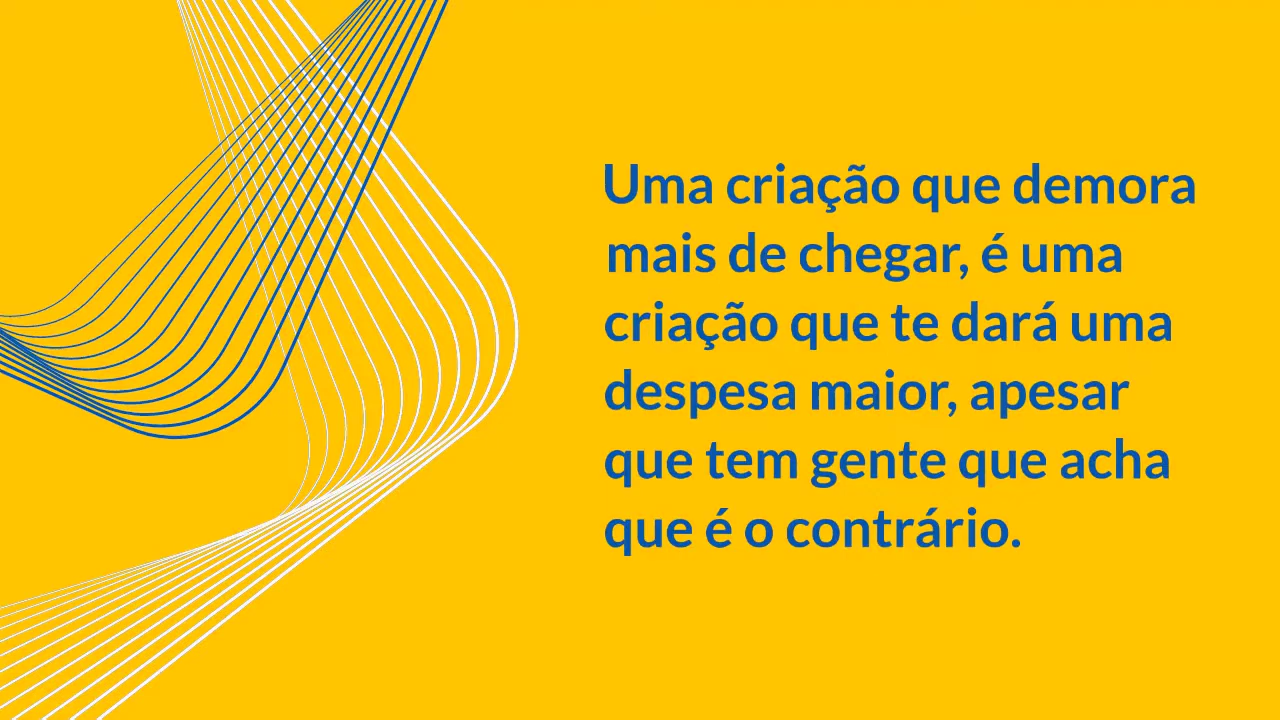 Uma criação que demora
mais de chegar, é uma
criação que te dará uma
despesa maior, apesar
que tem gente que acha
que é o contrário.